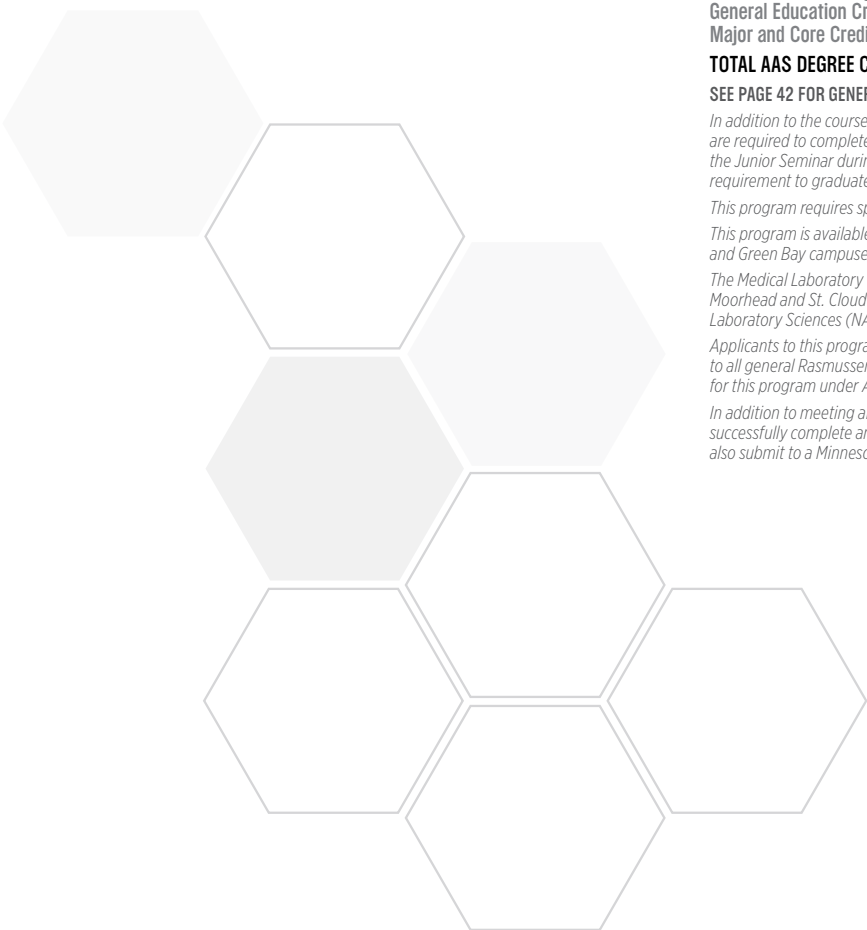 General Education Cr
Major and Core Credi
TOTAL AAS DEGREE C
SEE PAGE 42 FOR GENER
In addition to the course
are required to complete
the Junior Seminar durin
requirement to graduate
This program requires sp
This program is available
and Green Bay campuse
The Medical Laboratory
Moorhead and St. Cloud
Laboratory Sciences (NA
Applicants to this progra
to all general Rasmussen
for this program under A
In addition to meeting a
successfully complete an
also submit to a Minneso